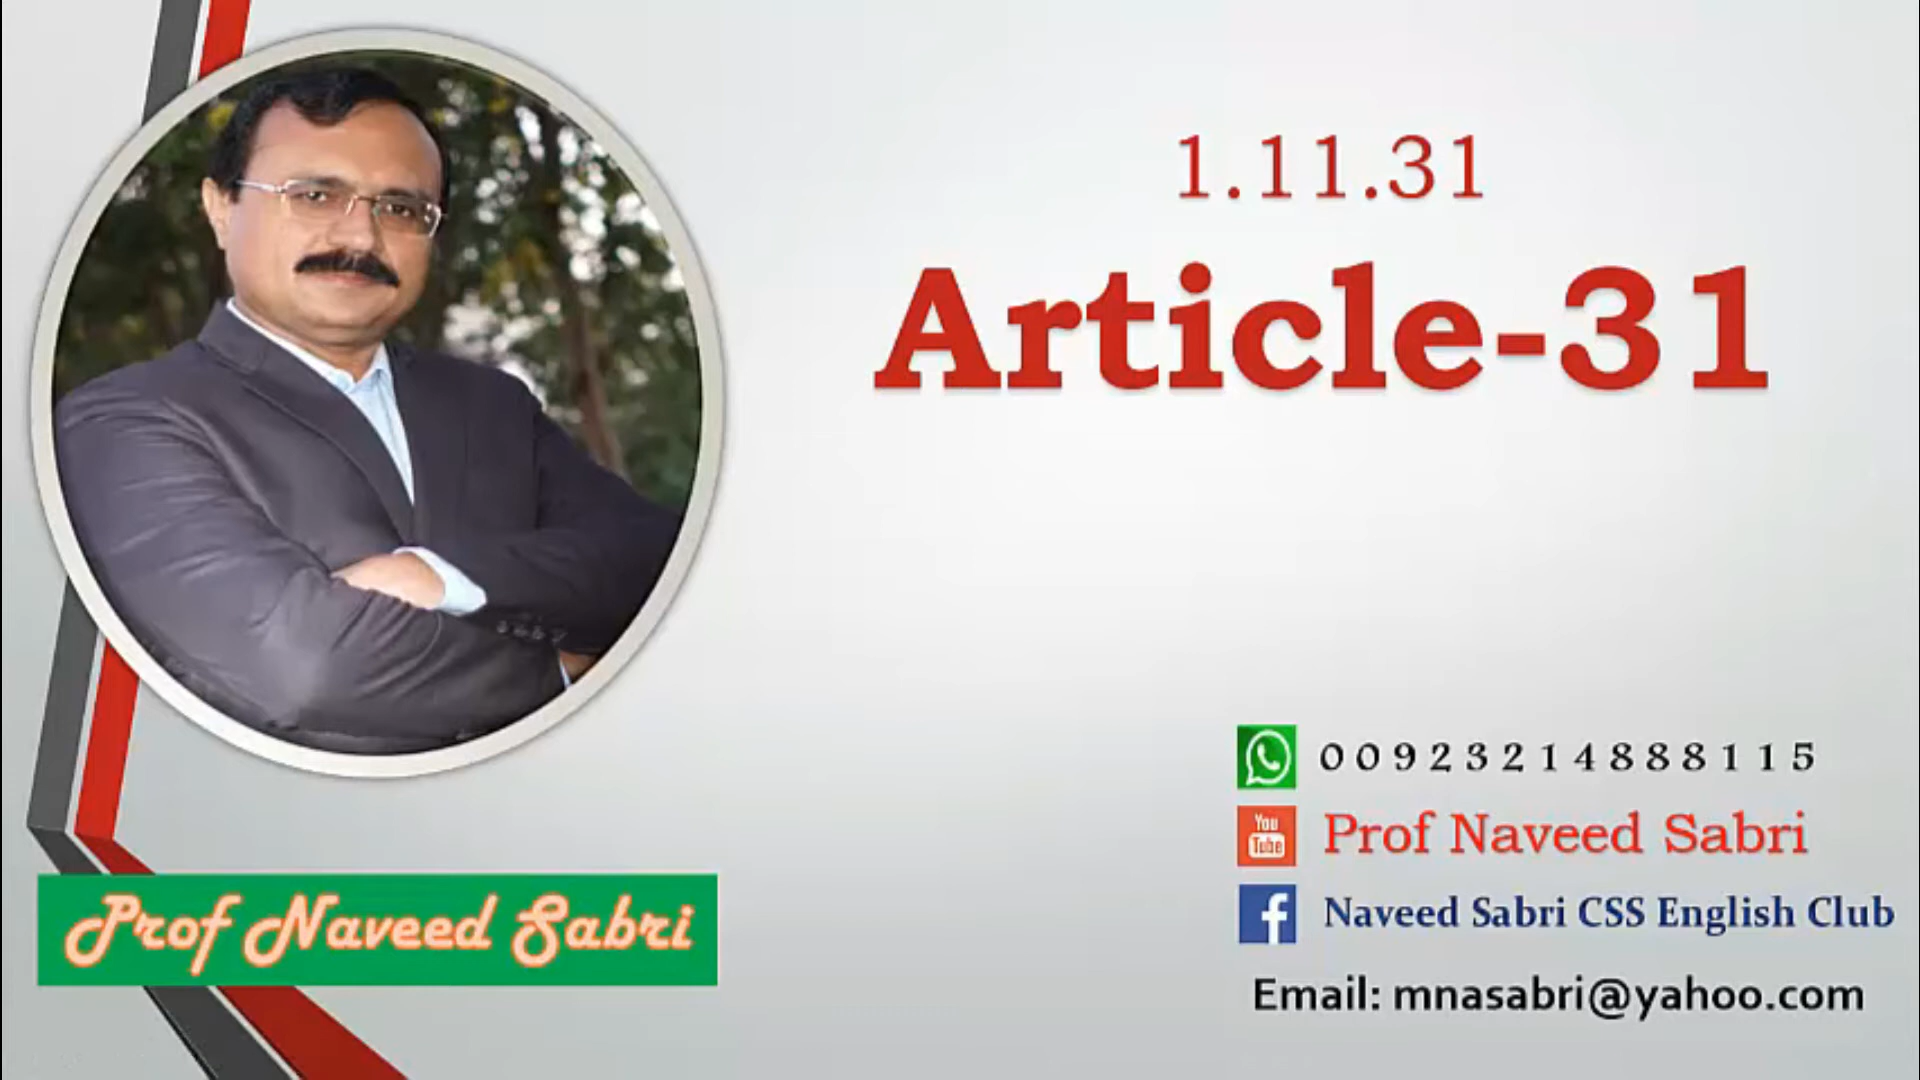 1.11.31
Article-31
00923214888115
You
Tube
Prof Naveed Sabri
f
Naveed Sabri CSS English Club
Email: mnasabri@yahoo.com
Prof Naveed Sabri